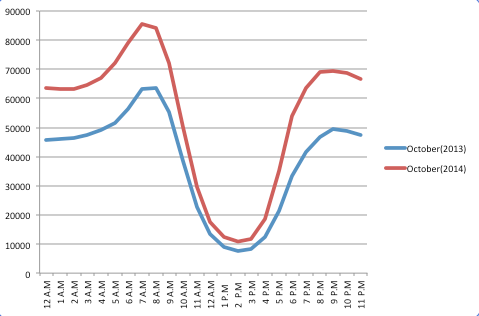 90000
80000
70000
60000
50000
40000
30000
20000
10000
0
12 A.M
1 A.M
2 A.M
3 A.M
4 A.M
5 A.M
6 A.M
7 A.M
8 A.M
9 A.M
10 A.M
11 A.M
12 A.M
1 P.M
2 P.M
3 P.M
4 P.M
5 P.M
6 P.M
7 P.M
8 P.M
9 P.M
10 P.M
11 P.M
October(2013)
October(2014)